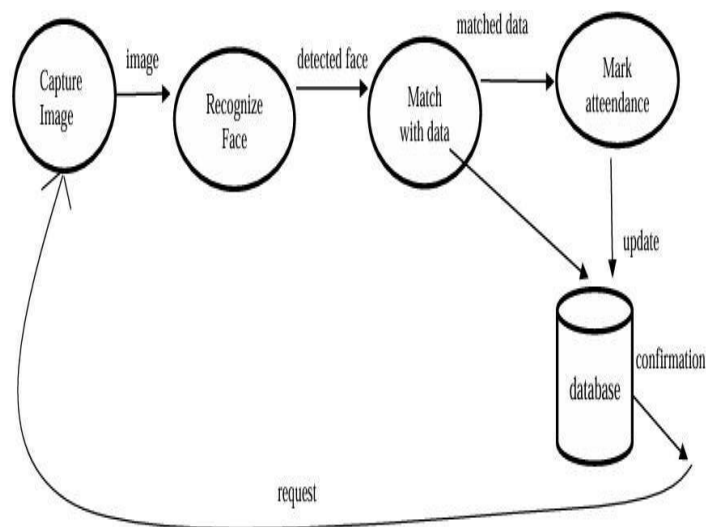 matched data
image
detected face
Capture
Image
Recognize
Face
Match
with data
Mark
atteendance
update
confirmation
database
request